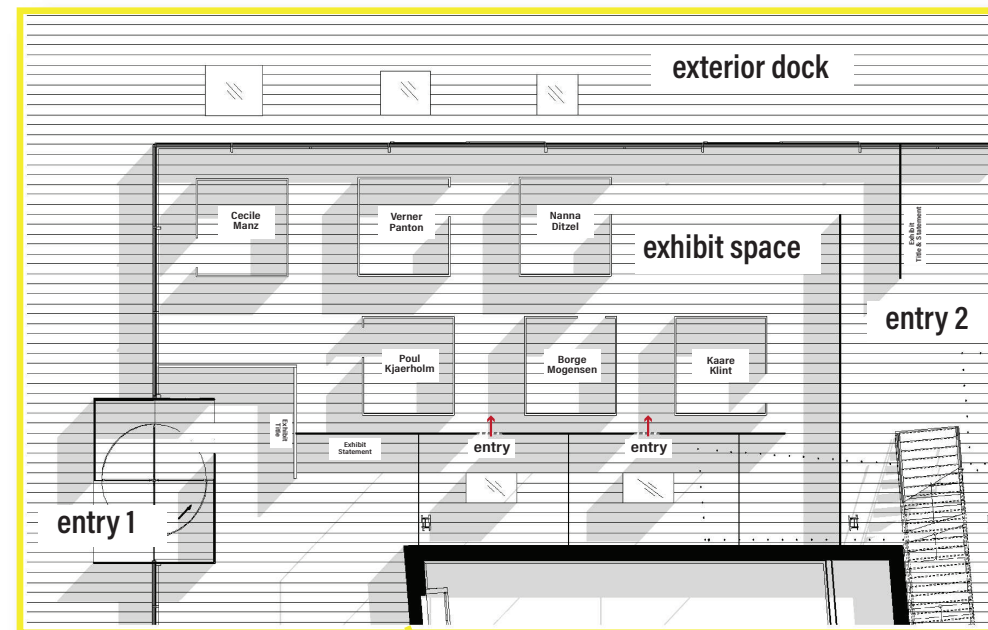 exterior dock
Cecile
Manz
Verner
Panton
Nanna
Ditzel
exhibit space
Exhibit
Title & Statement
entry 2
Poul
Kjaerholm
Borge
Mogensen
Kaare
Klint
Exhibit
Title
Exhibit
Statement
entry
entry
entry 1